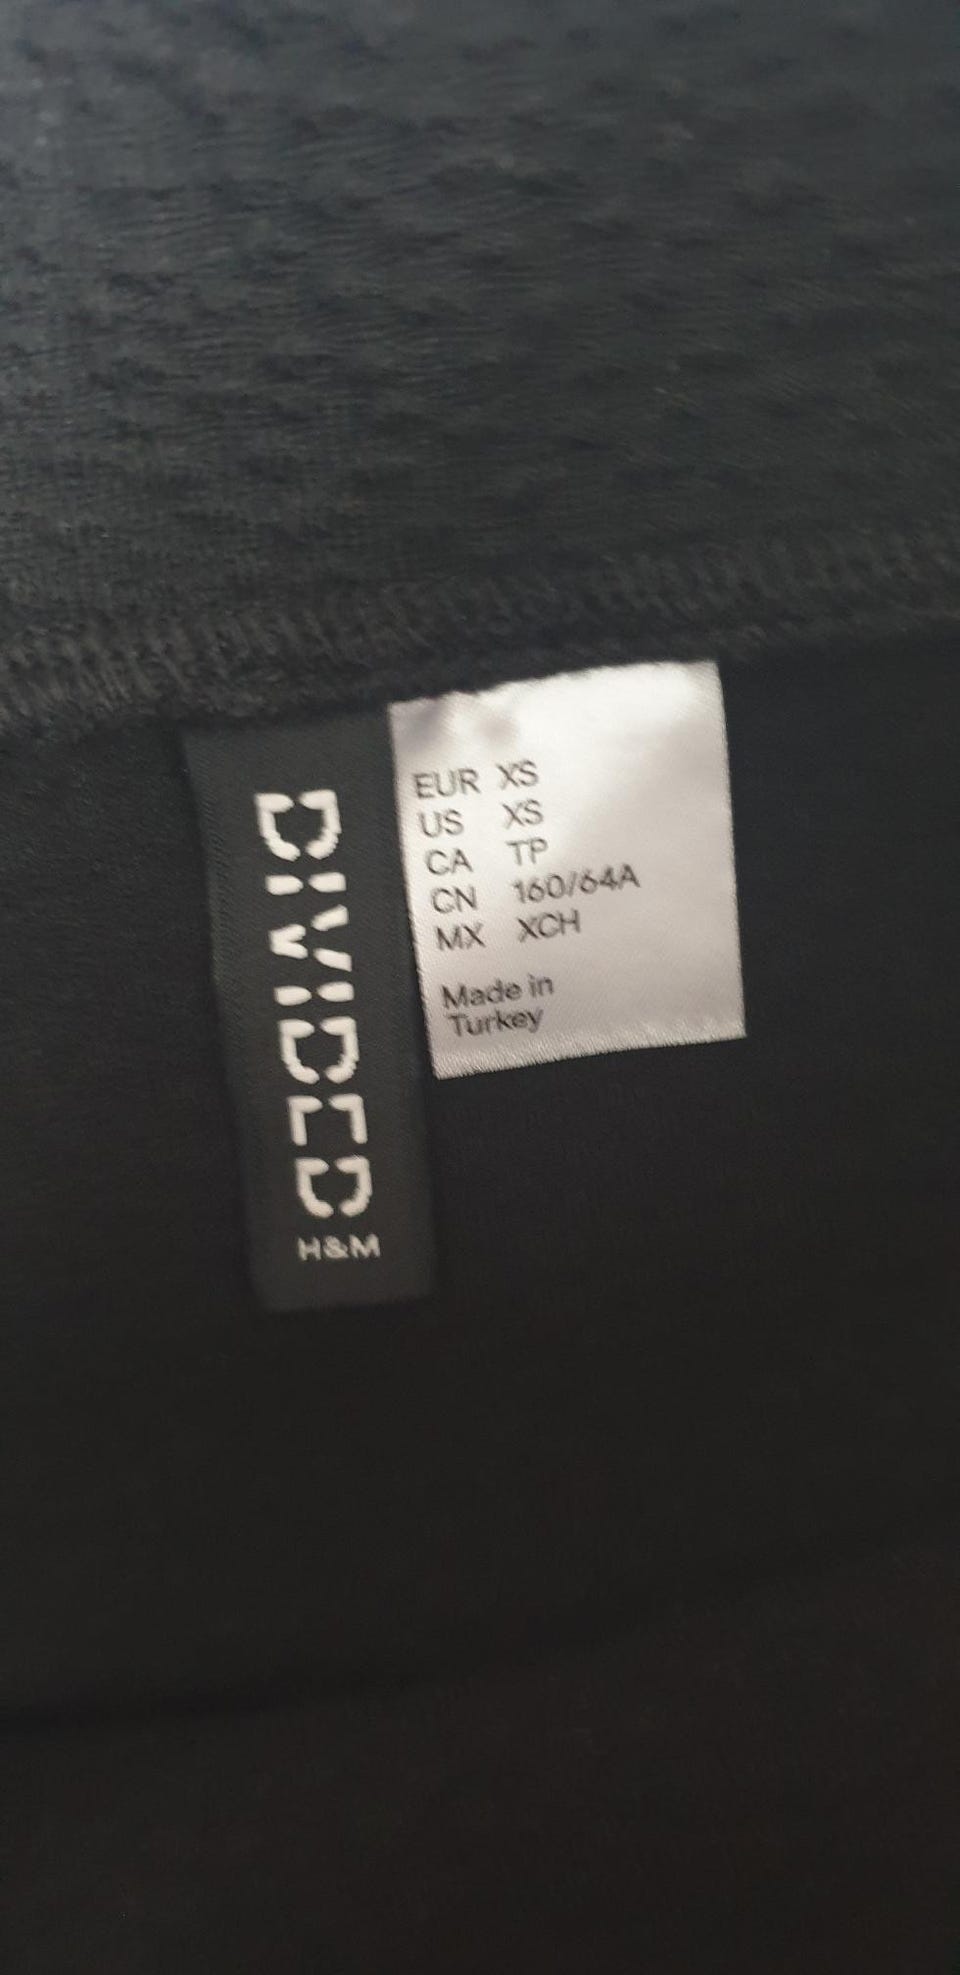 DIVIDED
H&M
EUR XS
US XS
CA TP
CN 160/64A
MX XCH
Made in
Turkey